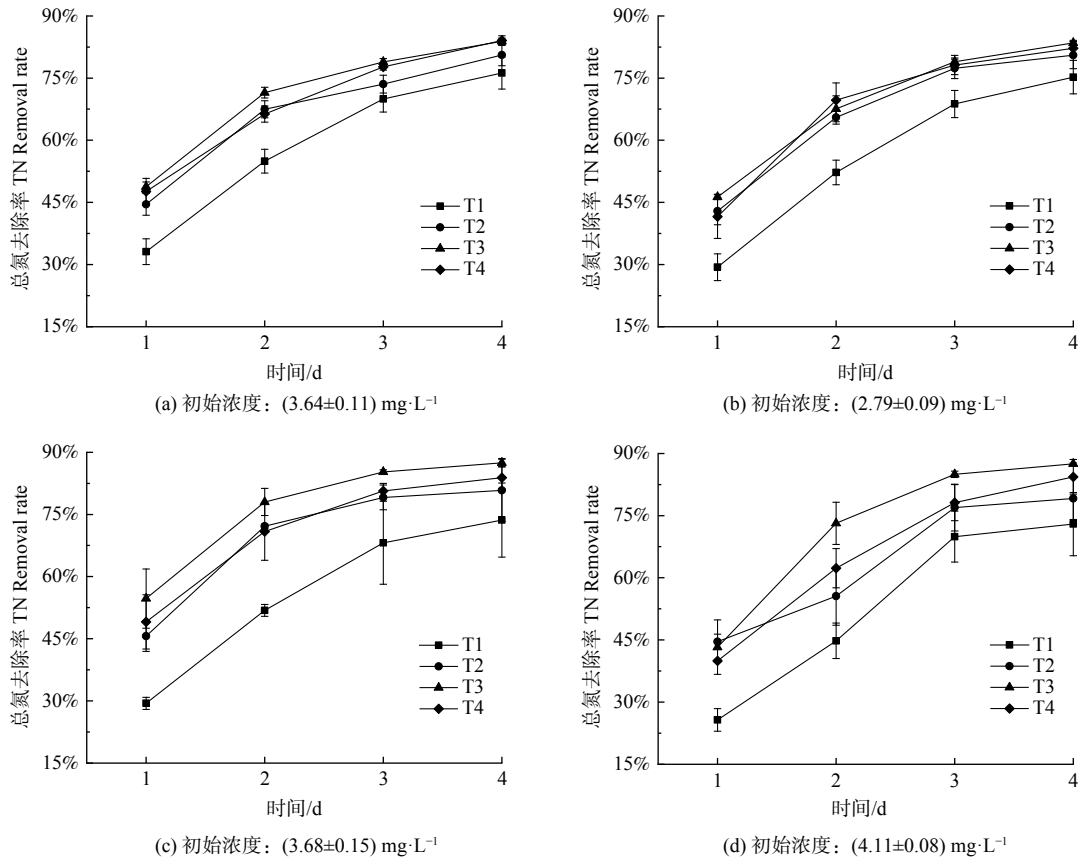 90%
75%
60%
45%
30%
15%
总氮去除率 TN Removal rate
T1
T2
T3
T4
1 2 3 4
时间/d
(a) 初始浓度：(3.64±0.11) mg·L⁻¹
90%
75%
60%
45%
30%
15%
总氮去除率 TN Removal rate
T1
T2
T3
T4
1 2 3 4
时间/d
(b) 初始浓度：(2.79±0.09) mg·L⁻¹
90%
75%
60%
45%
30%
15%
总氮去除率 TN Removal rate
T1
T2
T3
T4
1 2 3 4
时间/d
(c) 初始浓度：(3.68±0.15) mg·L⁻¹
90%
75%
60%
45%
30%
15%
总氮去除率 TN Removal rate
T1
T2
T3
T4
1 2 3 4
时间/d
(d) 初始浓度：(4.11±0.08) mg·L⁻¹